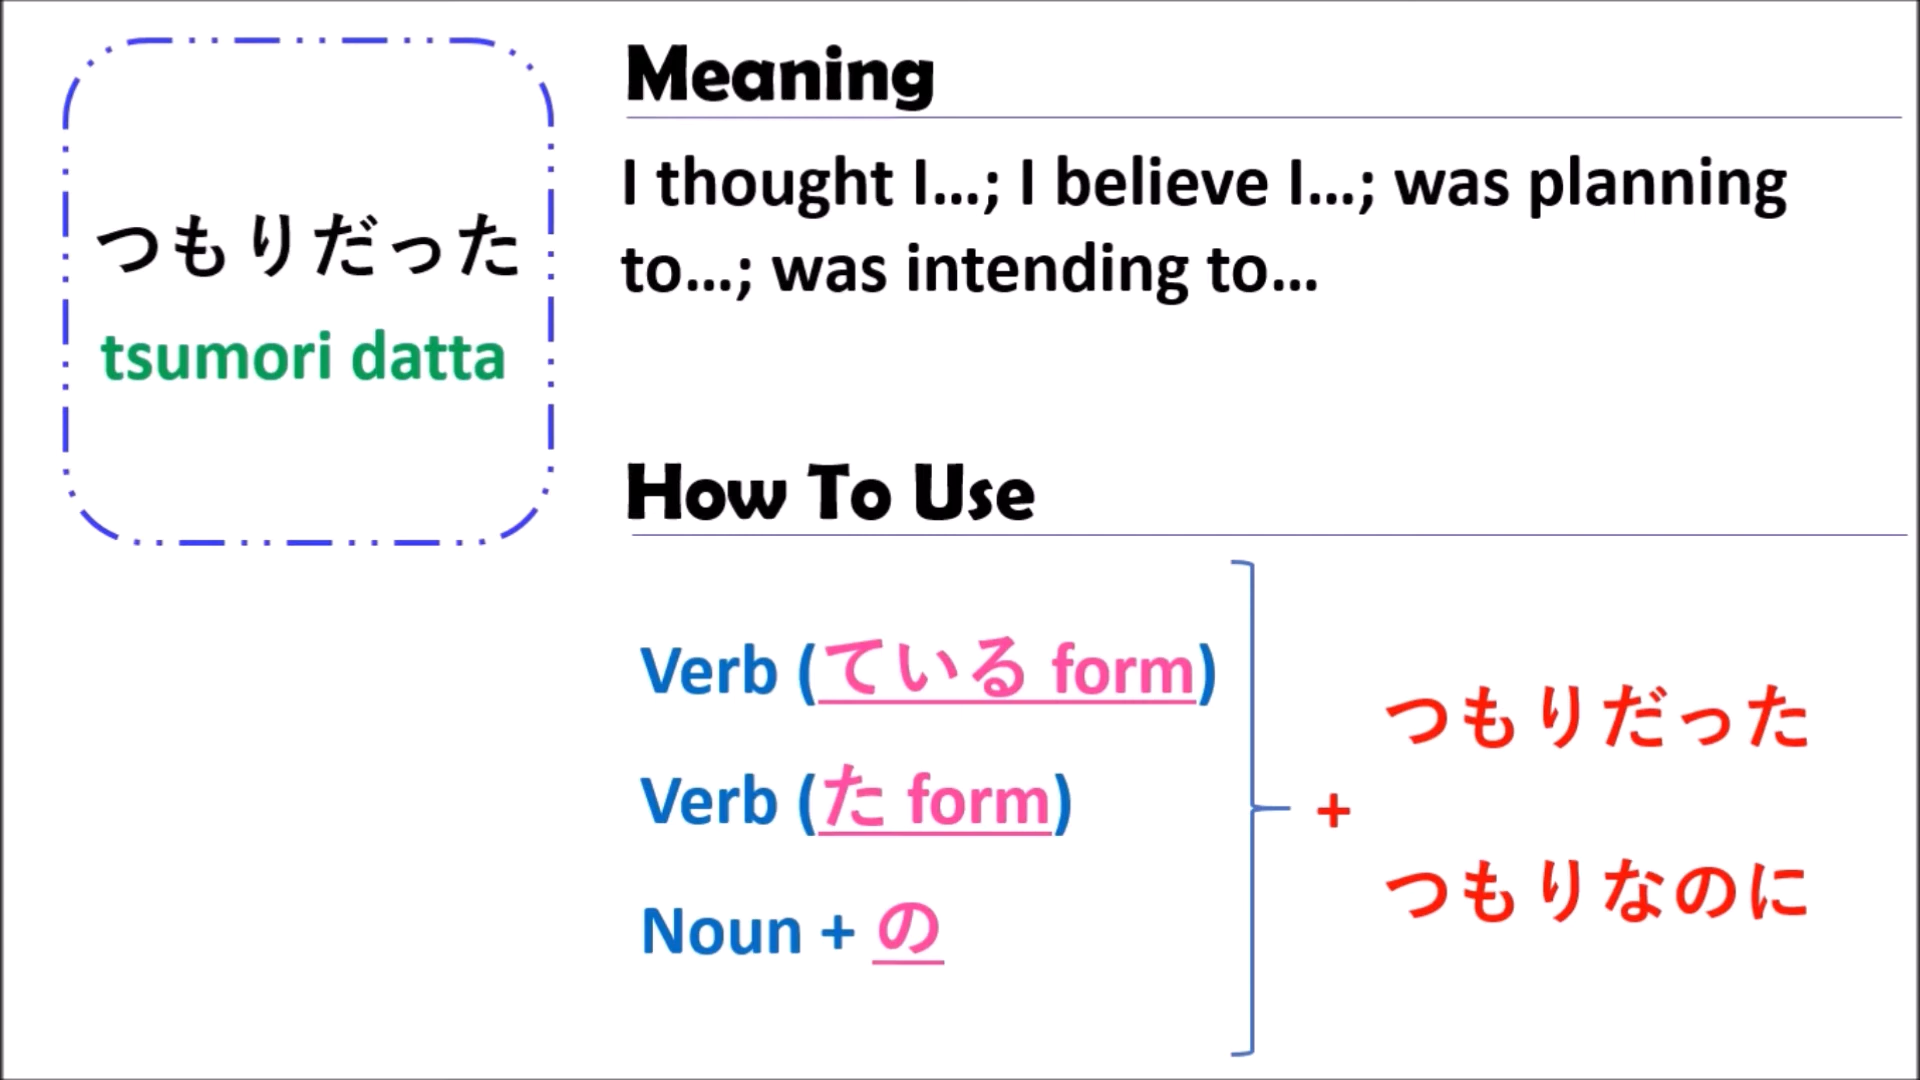 つもりだった
tsumori datta
Meaning
I thought I...; I believe I...; was planning
to...; was intending to...
How To Use
Verb (ている form)
Verb (た form)
Noun + の
+
つもりだった
つもりなのに